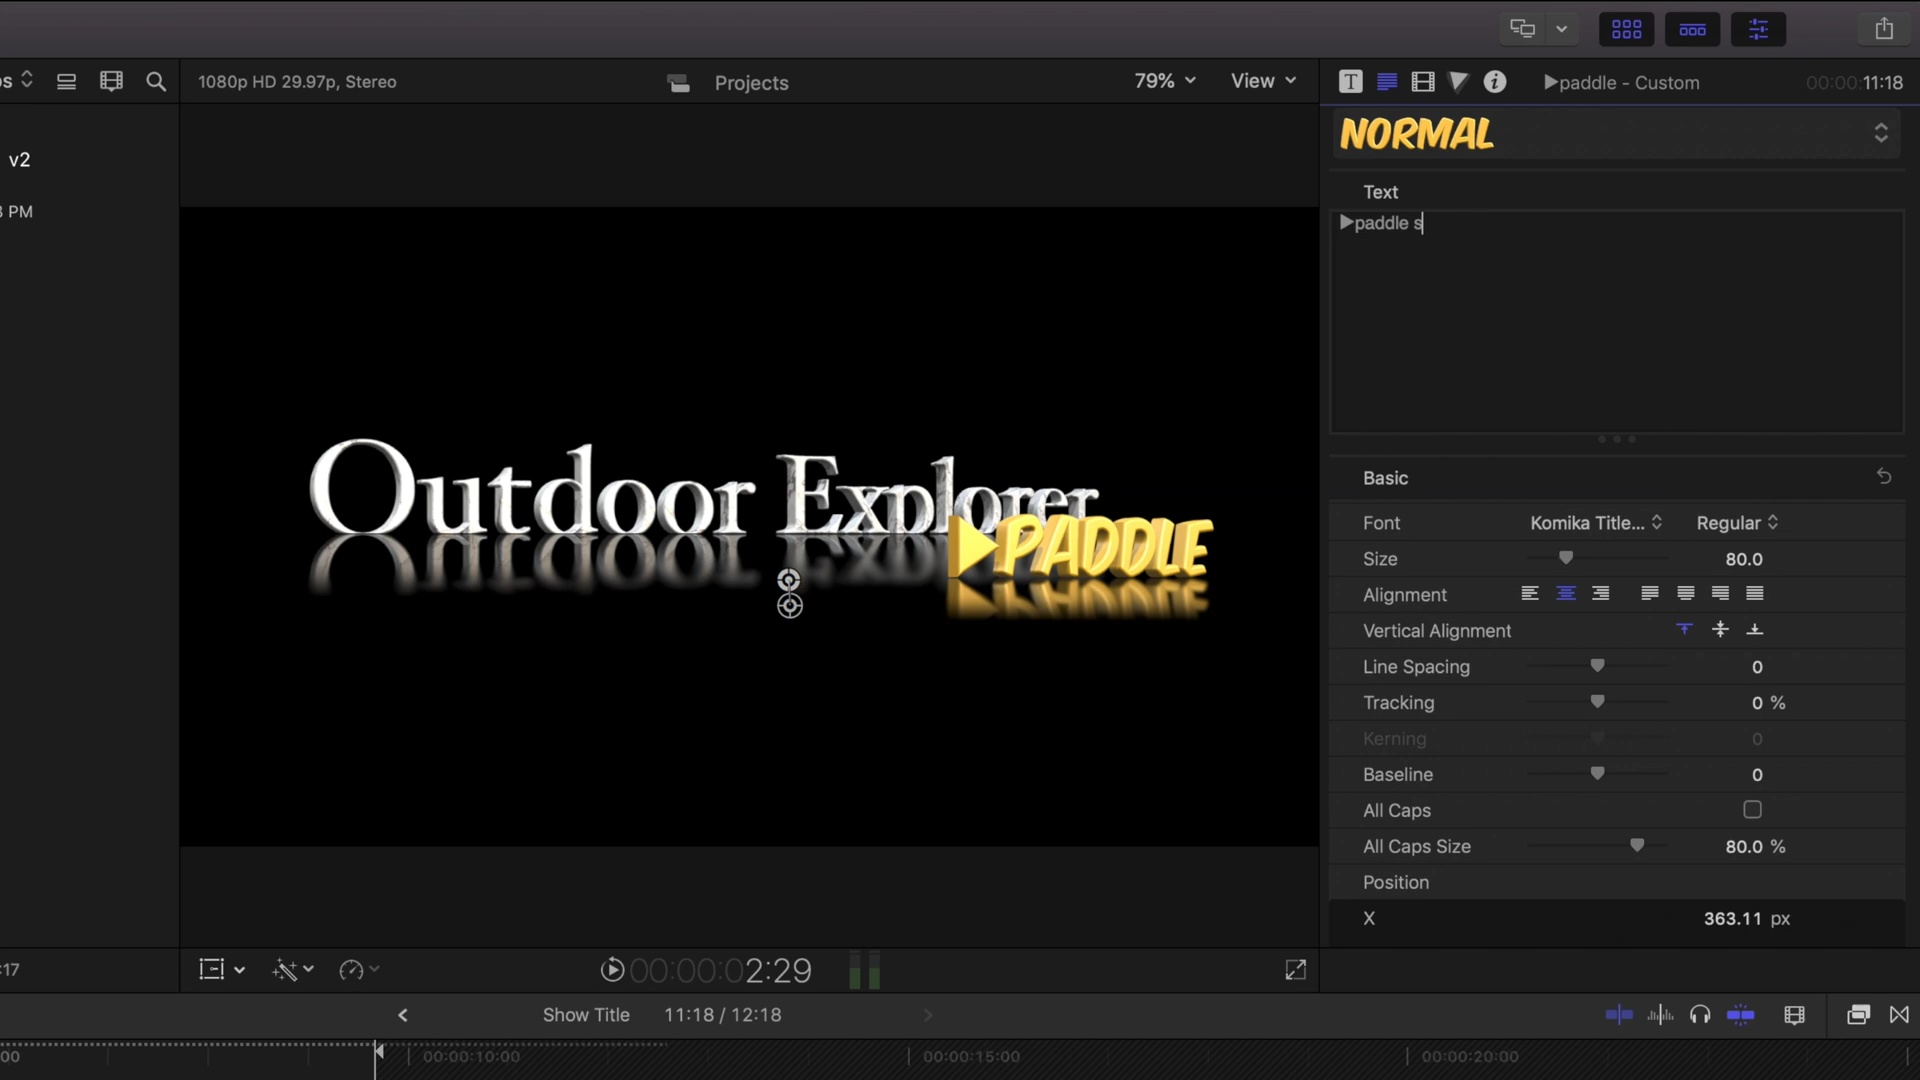 1080p HD 29.97p, Stereo
Projects
79%
View
▶paddle - Custom
00:00:11:18
v2
PM
NORMAL
Text
▶paddle s
Outdoor Explorer
▶PADDLE
Basic
Font
Komika Title...
Regular
Size
80.0
Alignment
Vertical Alignment
Line Spacing
0
Tracking
0 %
Kerning
0
Baseline
0
All Caps
All Caps Size
80.0 %
Position
X
363.11 px
:17
00:00:02:29
Show Title
11:18 / 12:18
00
00:00:10:00
00:00:15:00
00:00:20:00